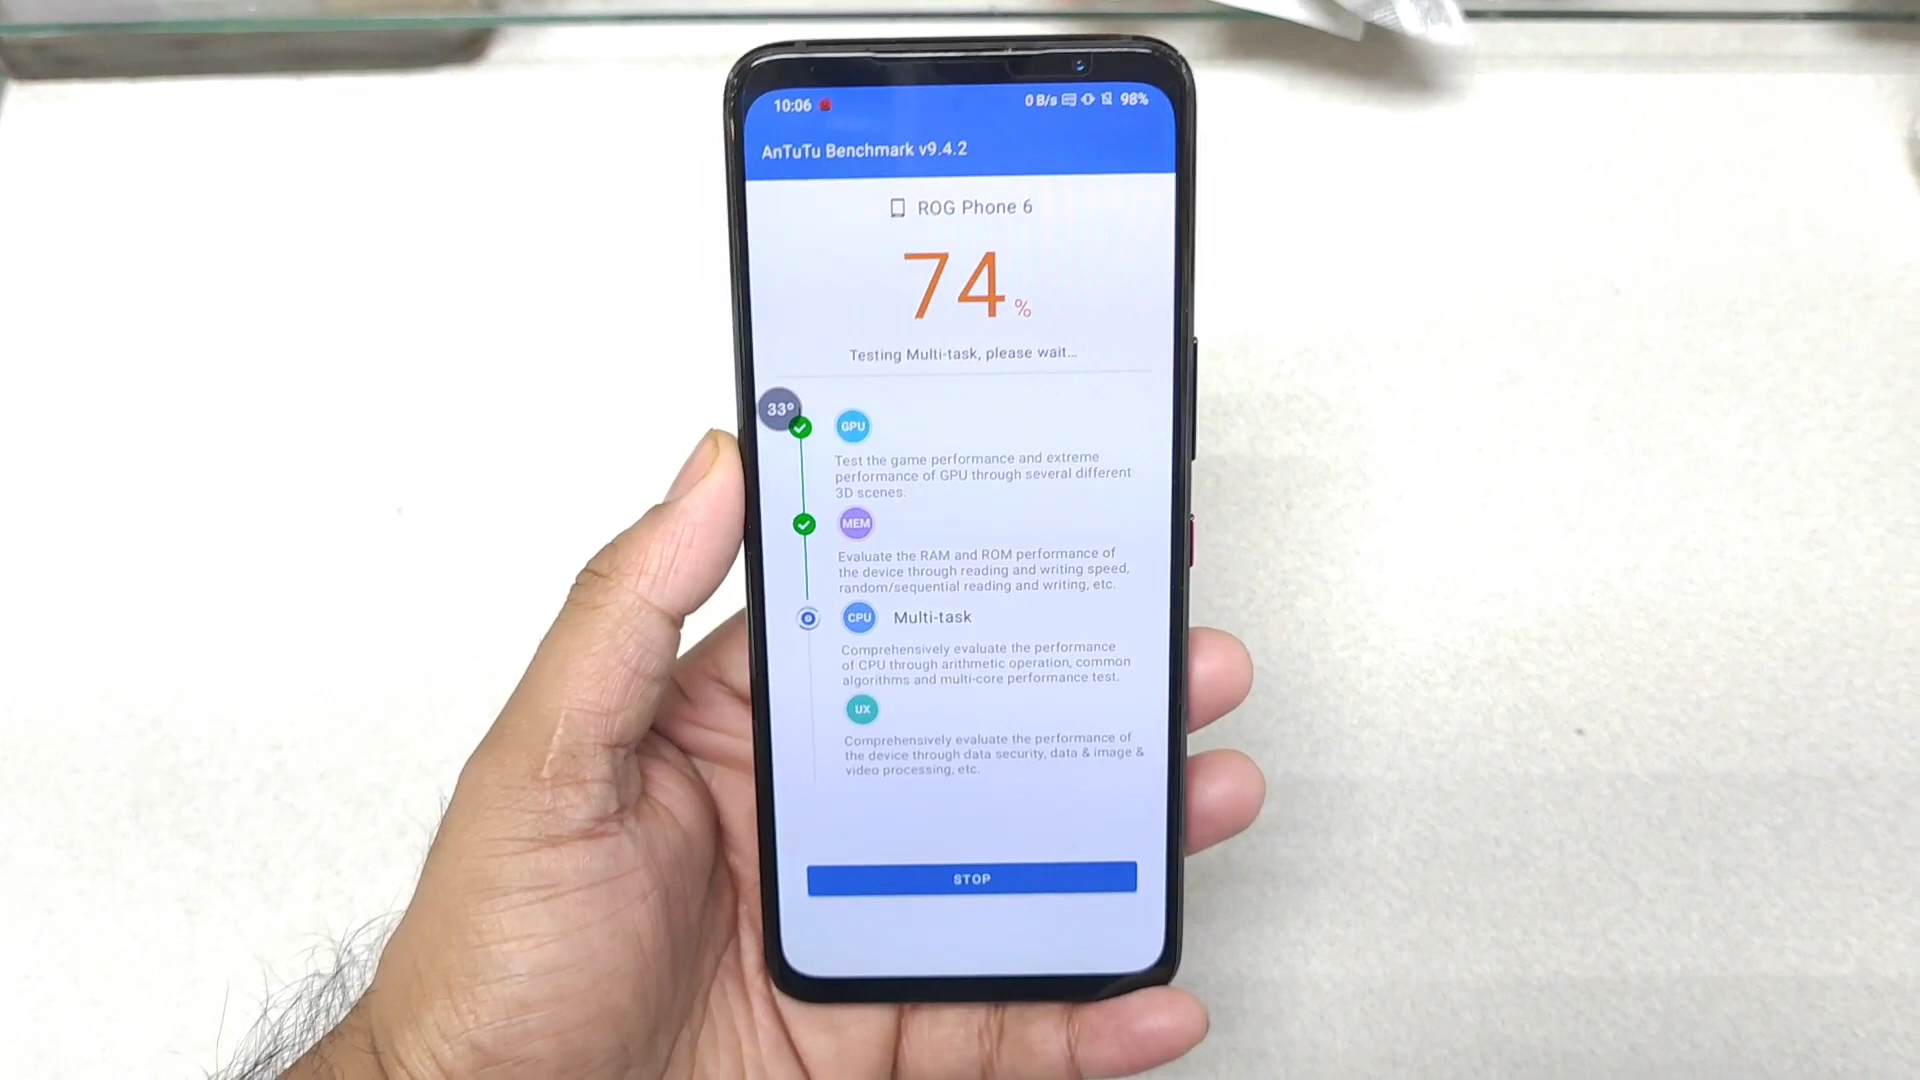 10:06
0 B/s 98%
AnTuTu Benchmark v9.4.2
ROG Phone 6
74 %
Testing Multi-task, please wait...
33°
GPU
Test the game performance and extreme
performance of GPU through several different
3D scenes.
MEM
Evaluate the RAM and ROM performance of
the device through reading and writing speed,
random/sequential reading and writing, etc.
CPU Multi-task
Comprehensively evaluate the performance
of CPU through arithmetic operation, common
algorithms and multi-core performance test.
UX
Comprehensively evaluate the performance of
the device through data security, data & image &
video processing, etc.
STOP